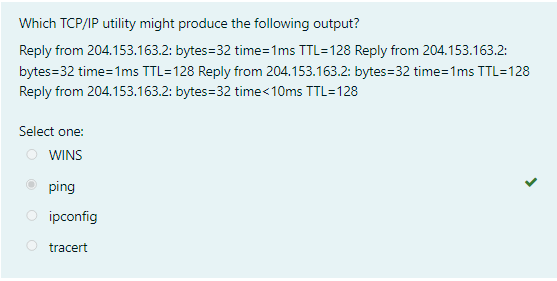 Which TCP/IP utility might produce the following output?
Reply from 204.153.163.2: bytes=32 time=1ms TTL=128 Reply from 204.153.163.2:
bytes=32 time=1ms TTL=128 Reply from 204.153.163.2: bytes=32 time=1ms TTL=128
Reply from 204.153.163.2: bytes=32 time<10ms TTL=128
Select one:
WINS
ping
ipconfig
tracert